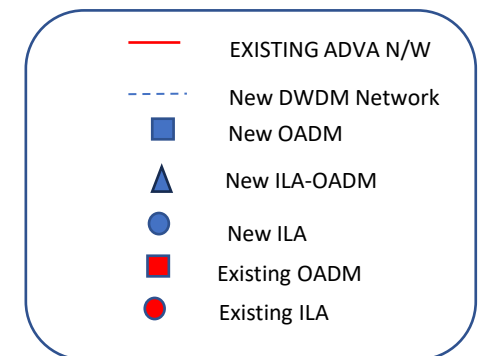 EXISTING ADVA N/W
New DWDM Network
New OADM
New ILA-OADM
New ILA
Existing OADM
Existing ILA